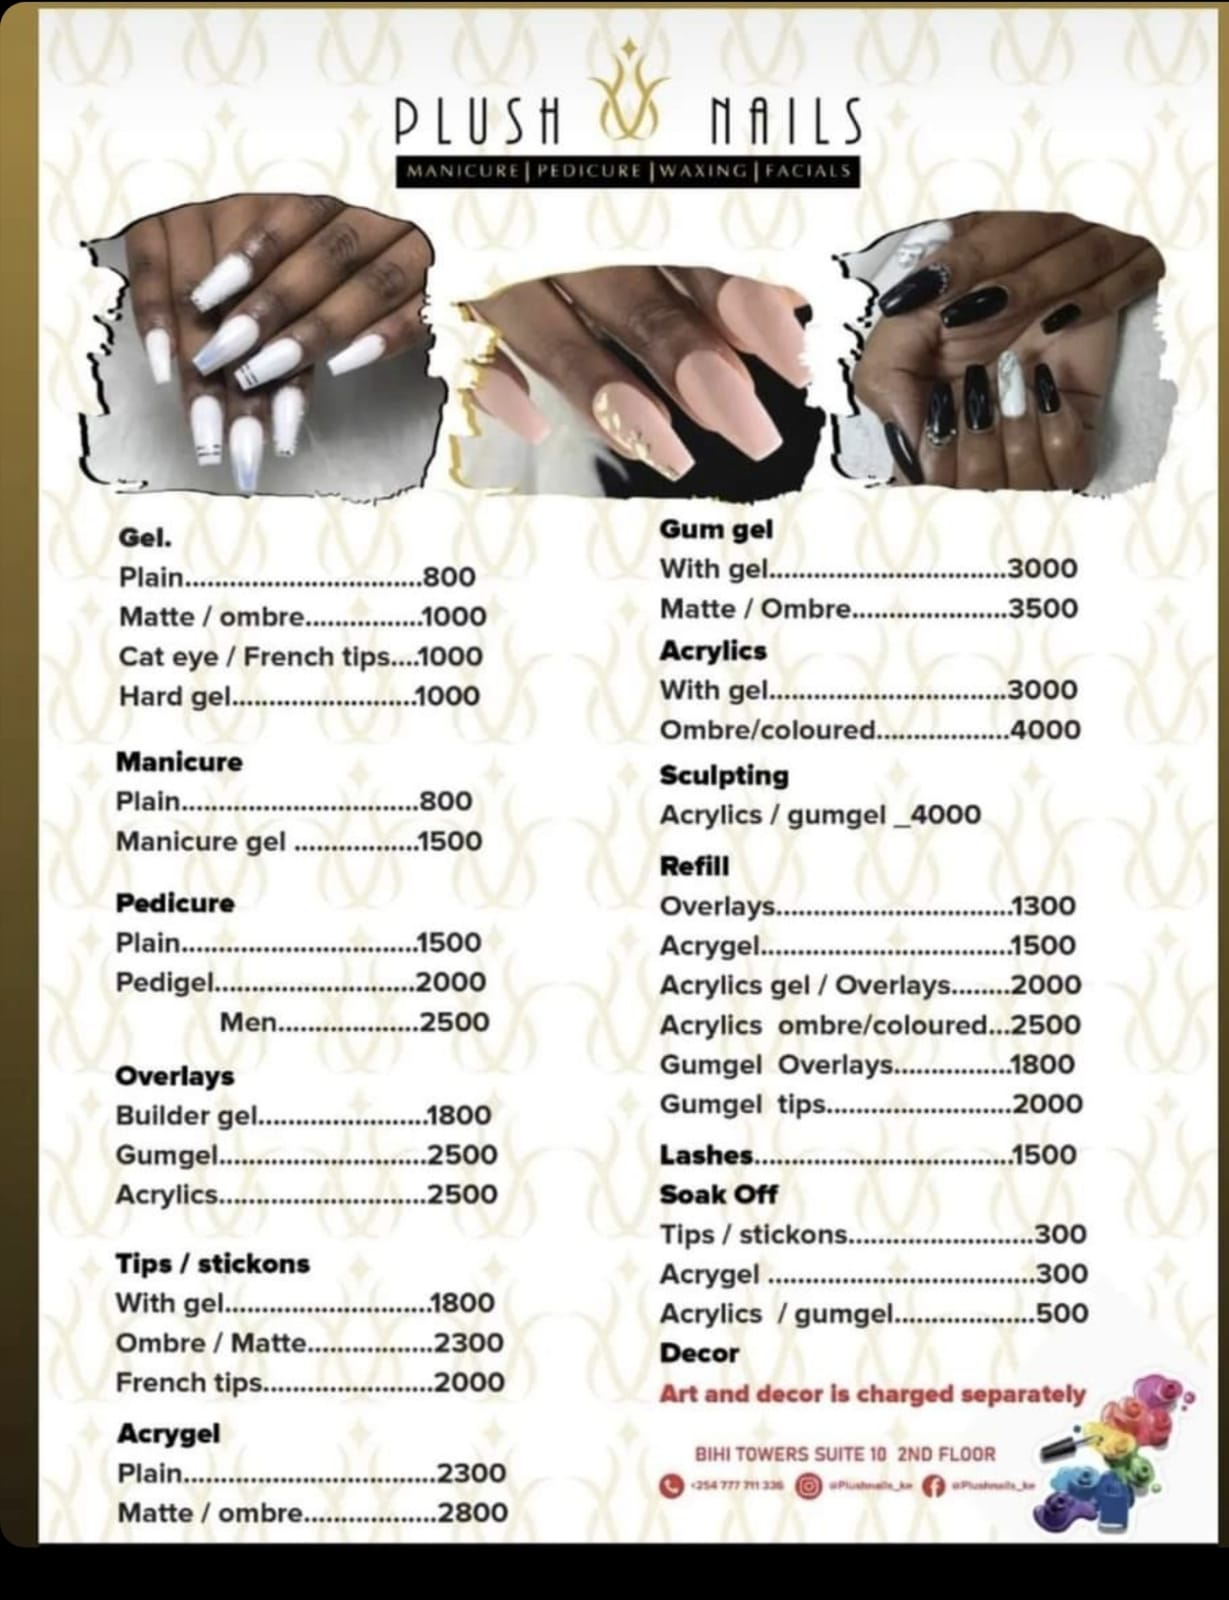 PLUSH NAILS
MANICURE | PEDICURE | WAXING | FACIALS
Gel.
Plain................................800
Matte / ombre................1000
Cat eye / French tips....1000
Hard gel.........................1000
Manicure
Plain................................800
Manicure gel .................1500
Pedicure
Plain................................1500
Pedigel...........................2000
Men...................2500
Overlays
Builder gel.......................1800
Gumgel............................2500
Acrylics............................2500
Tips / stickons
With gel............................1800
Ombre / Matte.................2300
French tips.......................2000
Acrygel
Plain..................................2300
Matte / ombre..................2800
Gum gel
With gel................................3000
Matte / Ombre.....................3500
Acrylics
With gel................................3000
Ombre/coloured..................4000
Sculpting
Acrylics / gumgel _4000
Refill
Overlays................................1300
Acrygel..................................1500
Acrylics gel / Overlays........2000
Acrylics ombre/coloured...2500
Gumgel Overlays................1800
Gumgel tips.........................2000
Lashes...................................1500
Soak Off
Tips / stickons.........................300
Acrygel ....................................300
Acrylics / gumgel...................500
Decor
Art and decor is charged separately
BIHI TOWERS SUITE 10 2ND FLOOR
+254 777 711 336 @Plushnails_ke @Plushnails_ke